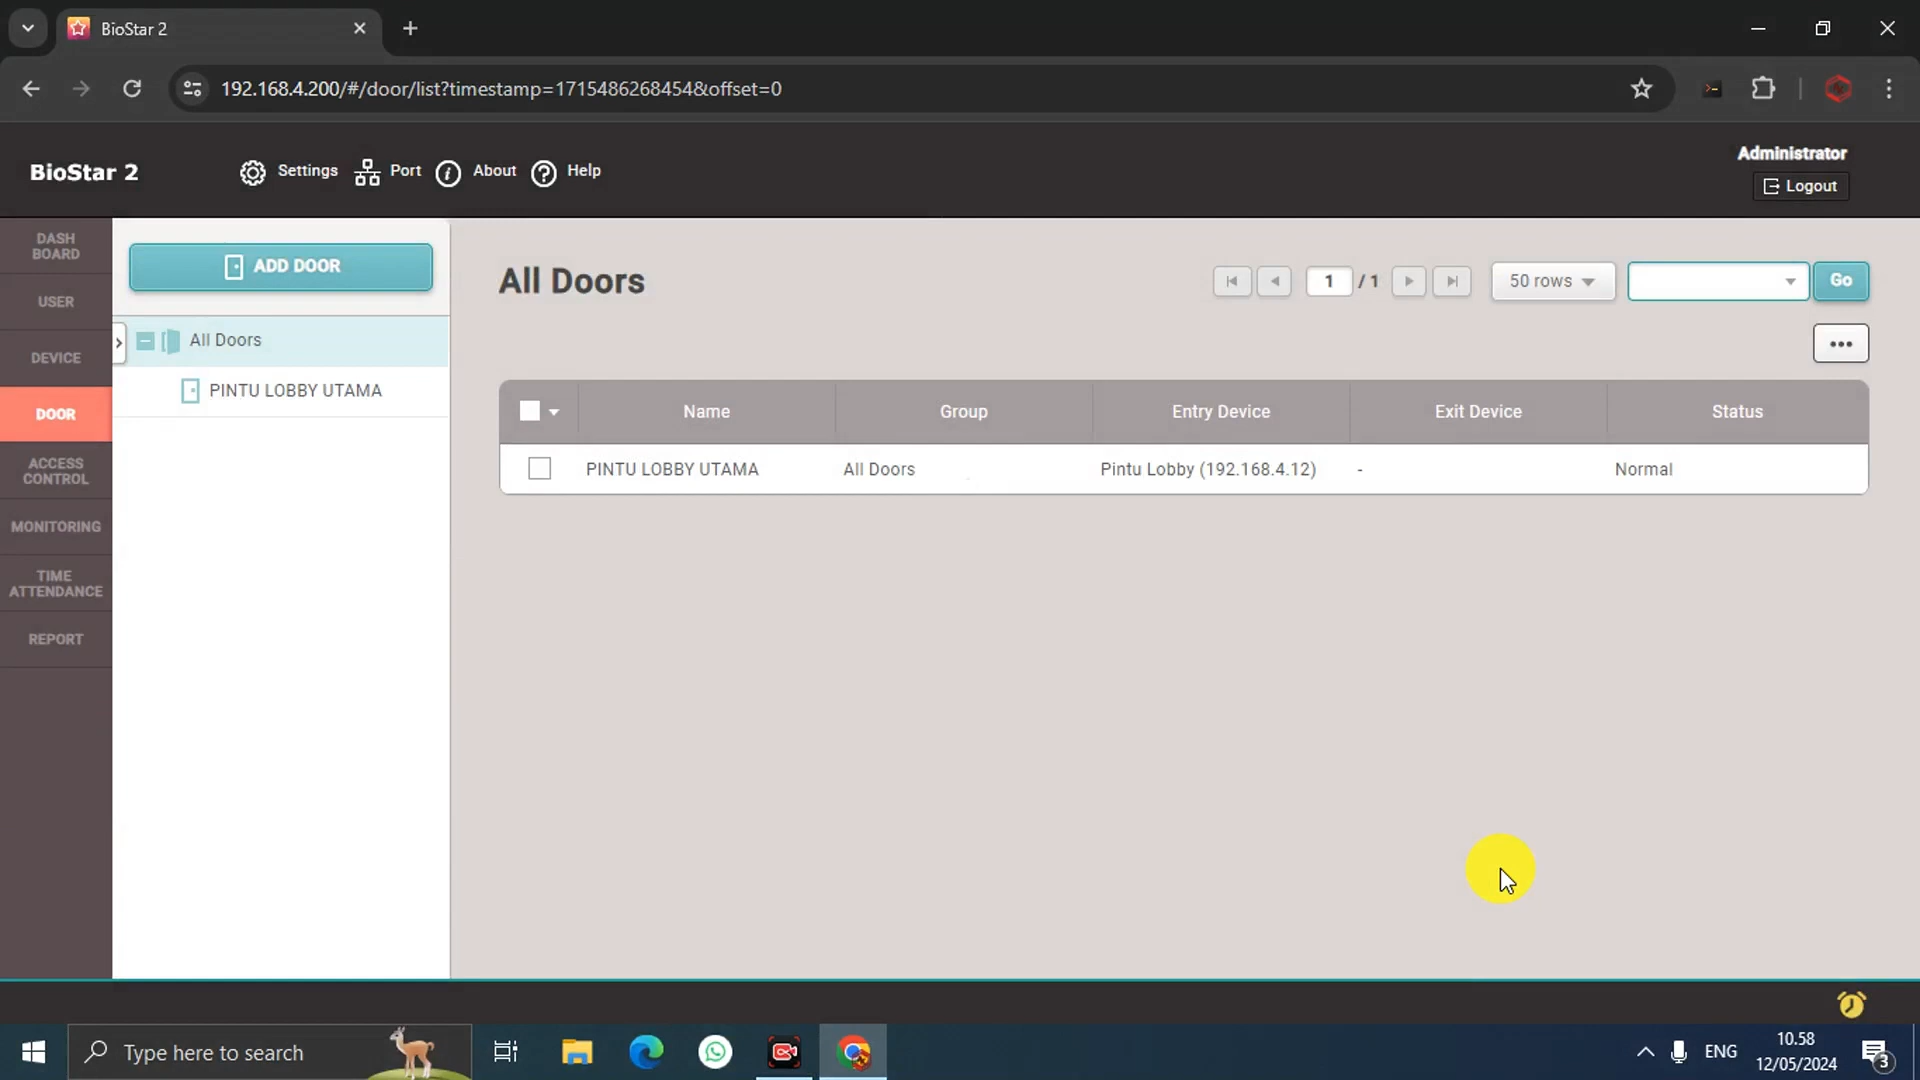 BioStar 2
192.168.4.200/#/door/list?timestamp=1715486268454&offset=0
BioStar 2
Settings
Port
About
Help
Administrator
Logout
DASH
BOARD
USER
DEVICE
DOOR
ACCESS
CONTROL
MONITORING
TIME
ATTENDANCE
REPORT
ADD DOOR
All Doors
PINTU LOBBY UTAMA
All Doors
1 / 1
50 rows
Go
Name Group Entry Device Exit Device Status
PINTU LOBBY UTAMA All Doors Pintu Lobby (192.168.4.12) - Normal
Type here to search
ENG
10.58
12/05/2024
3